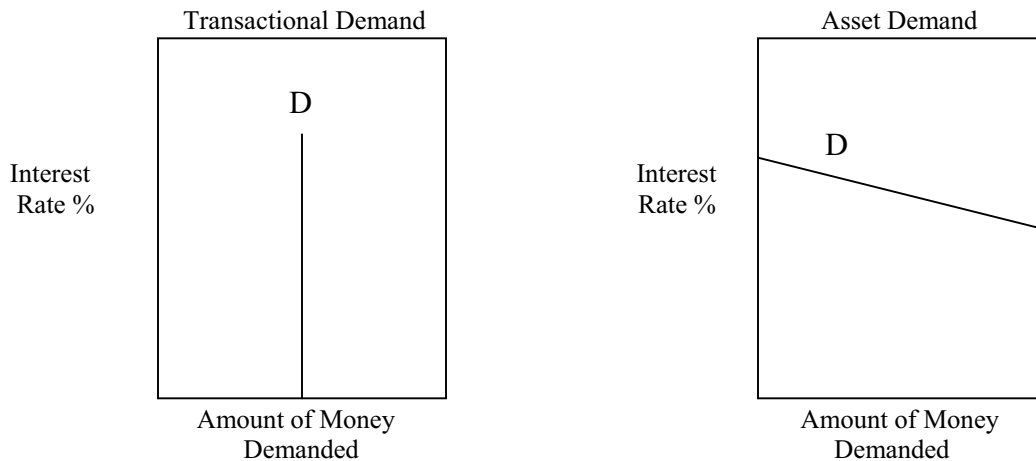 Transactional Demand
D
Interest
Rate %
Amount of Money
Demanded
Asset Demand
D
Interest
Rate %
Amount of Money
Demanded